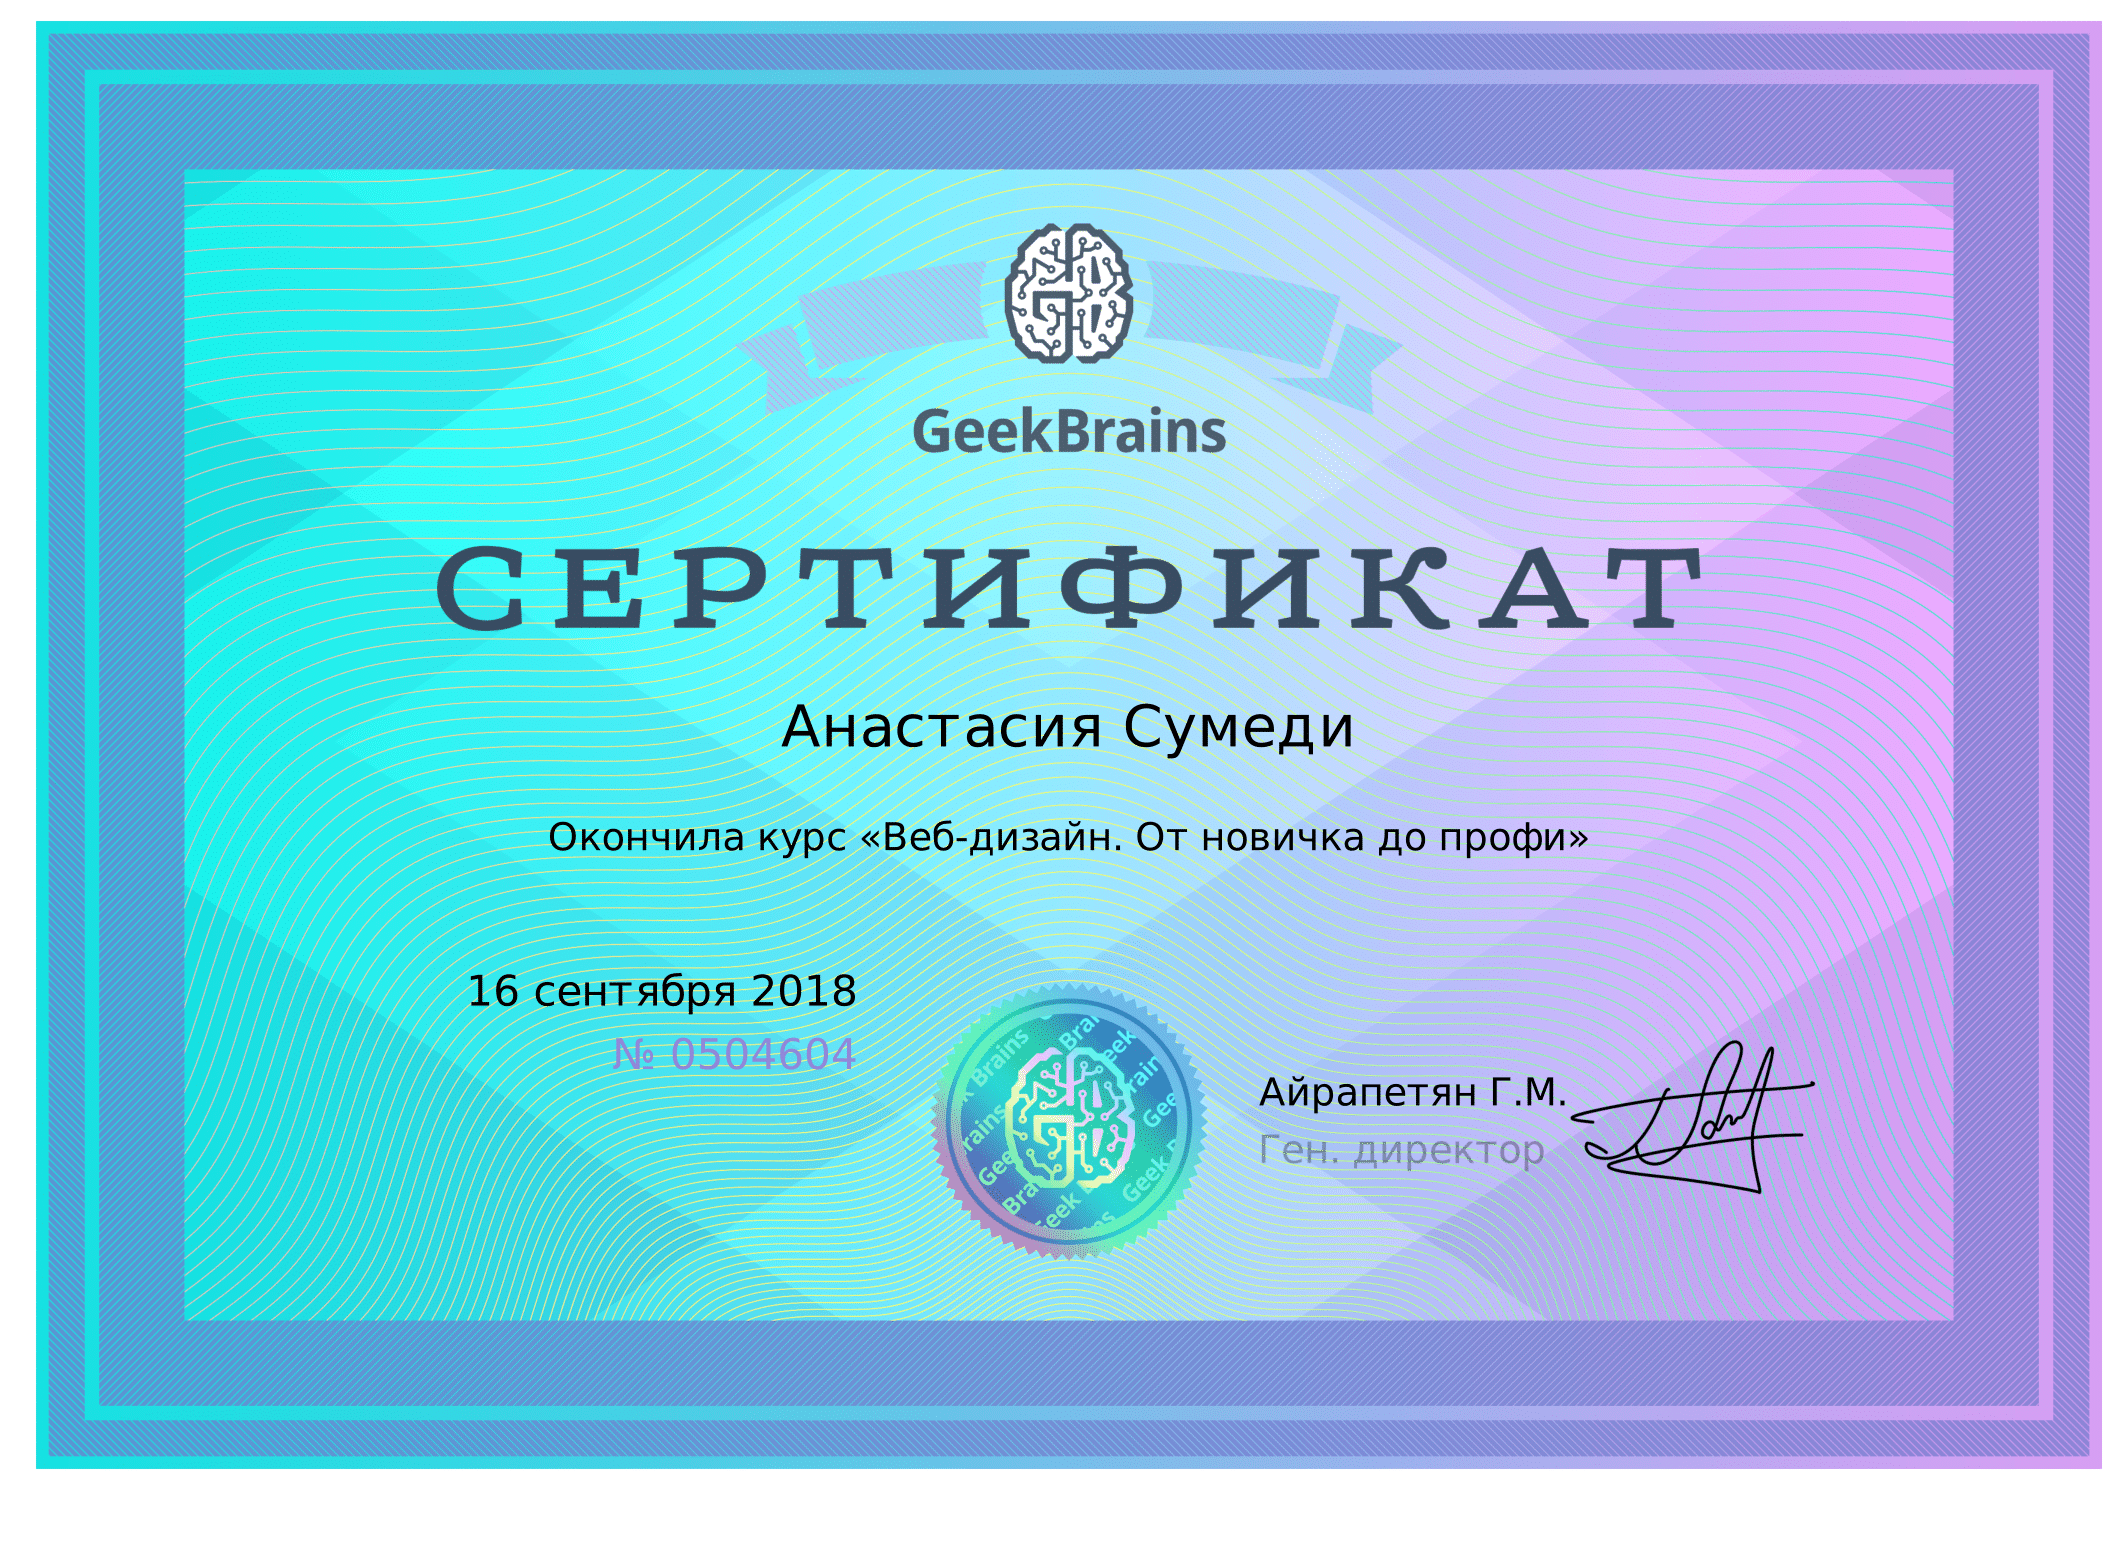 GeekBrains
СЕРТИФИКАТ
Анастасия Сумеди
Окончила курс «Веб-дизайн. От новичка до профи»
16 сентября 2018
№ 0504604
Айрапетян Г.М.
Ген. директор